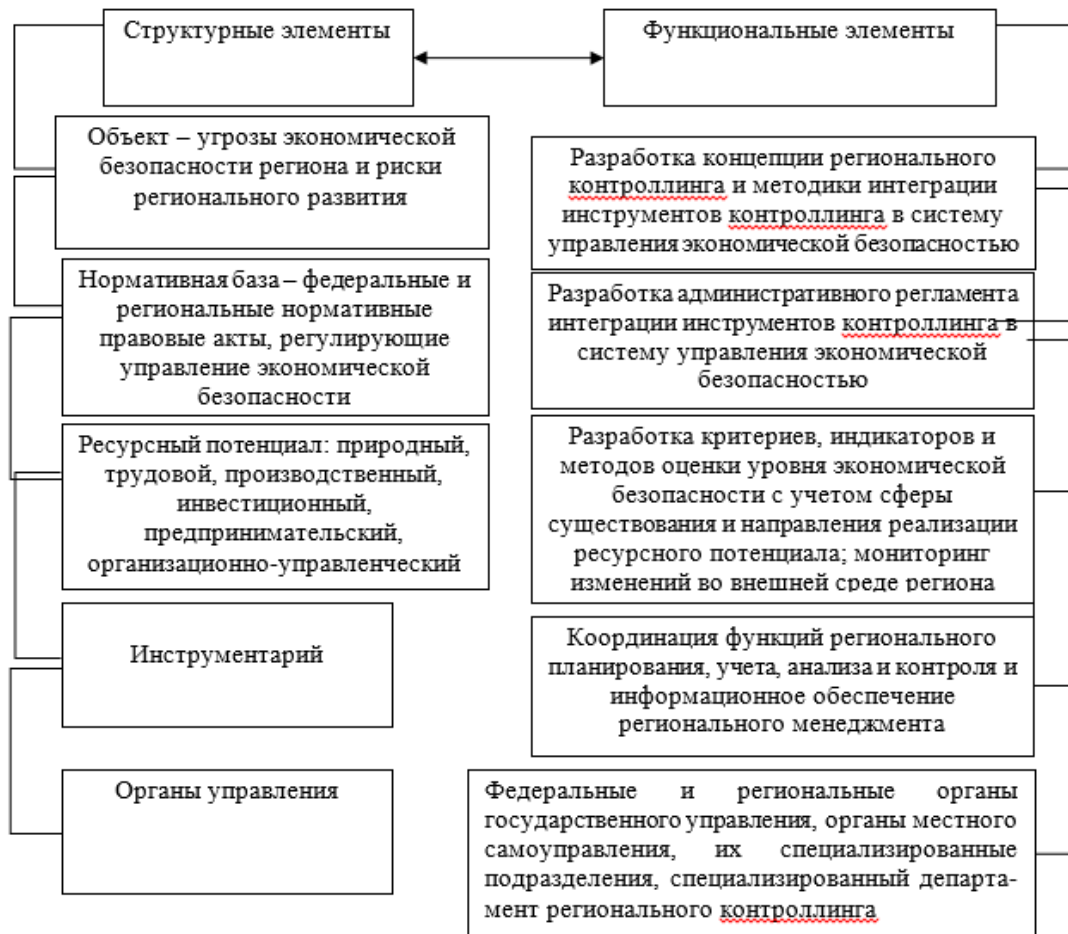 Структурные элементы
Функциональные элементы
Объект – угрозы экономической
безопасности региона и риски
регионального развития
Нормативная база – федеральные и
региональные нормативные
правовые акты, регулирующие
управление экономической
безопасности
Ресурсный потенциал: природный,
трудовой, производственный,
инвестиционный,
предпринимательский,
организационно-управленческий
Инструментарий
Органы управления
Разработка концепции регионального
контроллинга и методики интеграции
инструментов контроллинга в систему
управления экономической безопасностью
Разработка административного регламента
интеграции инструментов контроллинга в
систему управления экономической
безопасностью
Разработка критериев, индикаторов и
методов оценки уровня экономической
безопасности с учетом сферы
существования и направления реализации
ресурсного потенциала; мониторинг
изменений во внешней среде региона
Координация функций регионального
планирования, учета, анализа и контроля и
информационное обеспечение
регионального менеджмента
Федеральные и региональные органы
государственного управления, органы местного
самоуправления, их специализированные
подразделения, специализированный департа-
мент регионального контроллинга